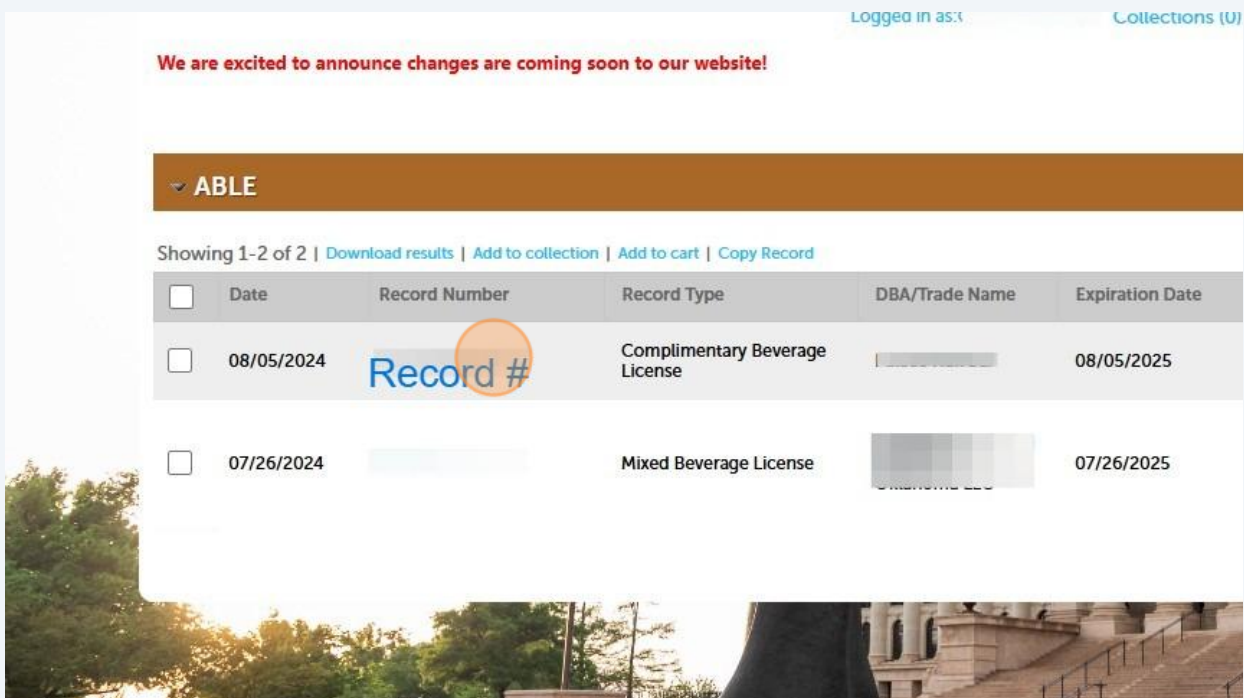 Logged in as:
Collections (0)
We are excited to announce changes are coming soon to our website!
ABLE
Showing 1-2 of 2 | Download results | Add to collection | Add to cart | Copy Record
Date Record Number Record Type DBA/Trade Name Expiration Date
08/05/2024 Record # Complimentary Beverage License 08/05/2025
07/26/2024 Mixed Beverage License 07/26/2025